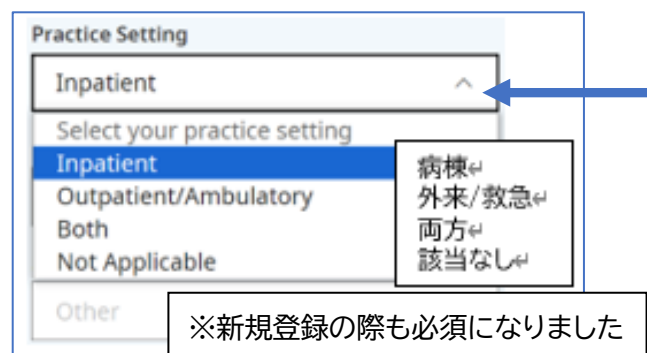 Practice Setting
Inpatient
Select your practice setting
Inpatient
Outpatient/Ambulatory
Both
Not Applicable
病棟↵
外来/救急↵
両方↵
該当なし↵
Other
※新規登録の際も必須になりました